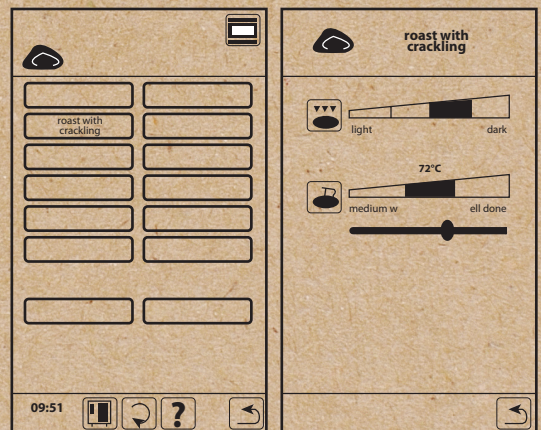 roast with
crackling
09:51
?
roast with
crackling
light dark
72°C
medium w ell done